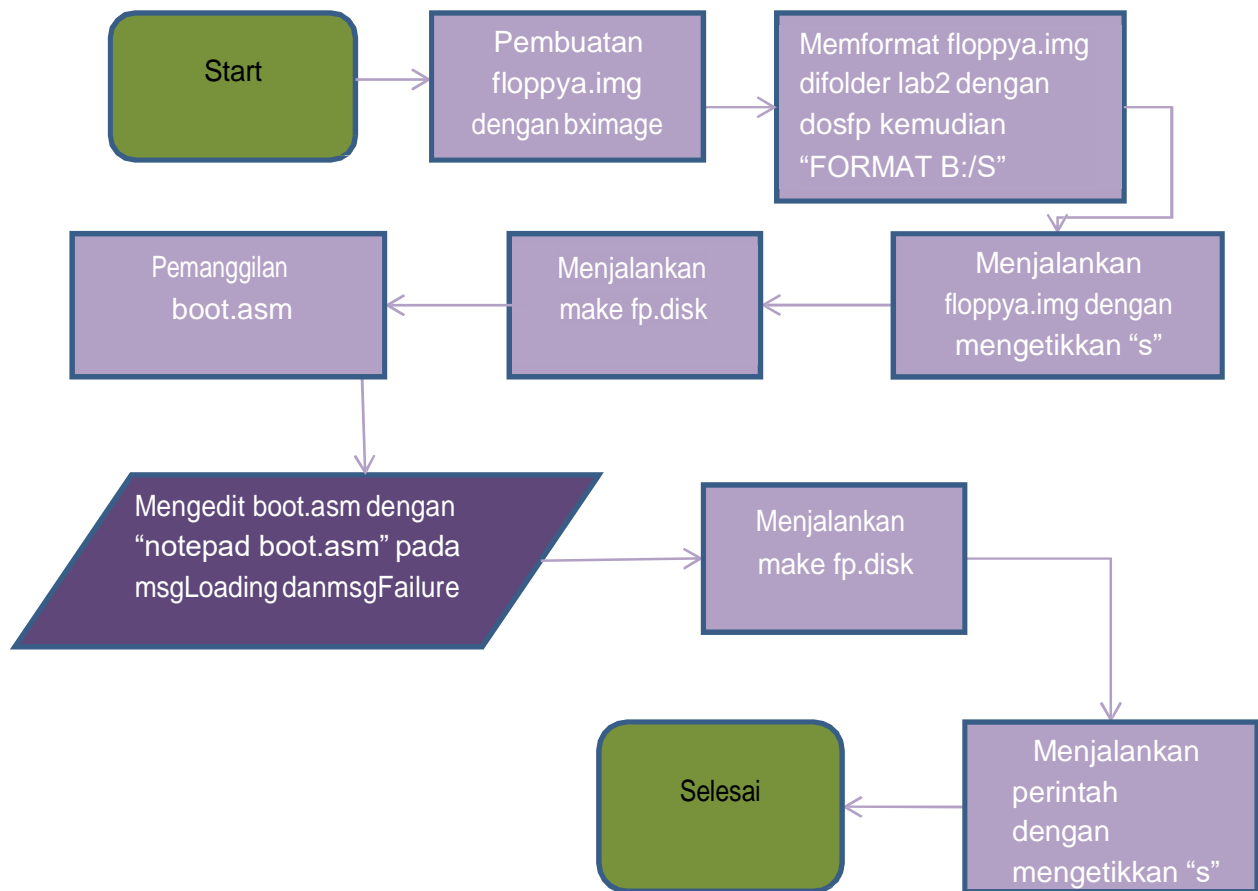 Start
Pembuatan
floppya.img
dengan bximage
Memformat floppya.img
difolder lab2 dengan
dosfp kemudian
“FORMAT B:/S”
Menjalankan
floppya.img dengan
mengetikkan “s”
Menjalankan
make fp.disk
Pemanggilan
boot.asm
Mengedit boot.asm dengan
“notepad boot.asm” pada
msgLoading danmsgFailure
Menjalankan
make fp.disk
Menjalankan
perintah
dengan
mengetikkan “s”
Selesai